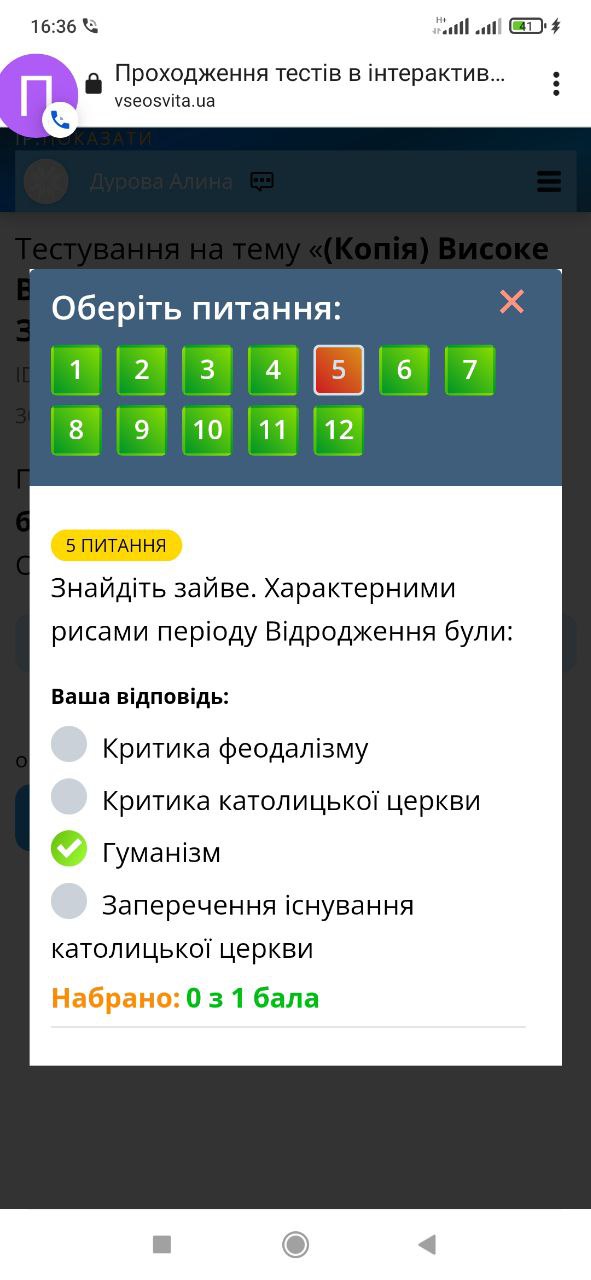 16:36
H+
41
П
Проходження тестів в інтерактив...
vseosvita.ua
ПОКАЗАТИ
Дурова Алина
Тестування на тему «(Копія) Високе
Оберіть питання:
1 2 3 4 5 6 7
8 9 10 11 12
5 ПИТАННЯ
Знайдіть зайве. Характерними
рисами періоду Відродження були:
Ваша відповідь:
Критика феодалізму
Критика католицької церкви
Гуманізм
Заперечення існування
католицької церкви
Набрано: 0 з 1 бала